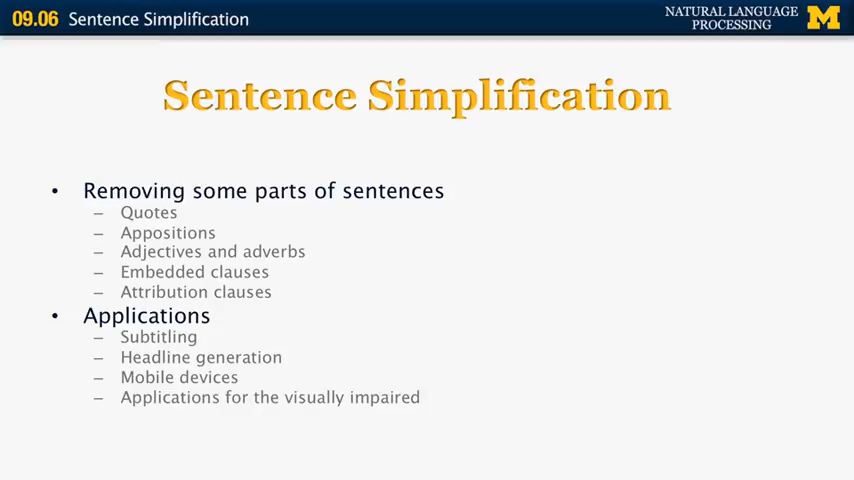 09.06 Sentence Simplification
NATURAL LANGUAGE
PROCESSING
M
Sentence Simplification
• Removing some parts of sentences
– Quotes
– Appositions
– Adjectives and adverbs
– Embedded clauses
– Attribution clauses
• Applications
– Subtitling
– Headline generation
– Mobile devices
– Applications for the visually impaired